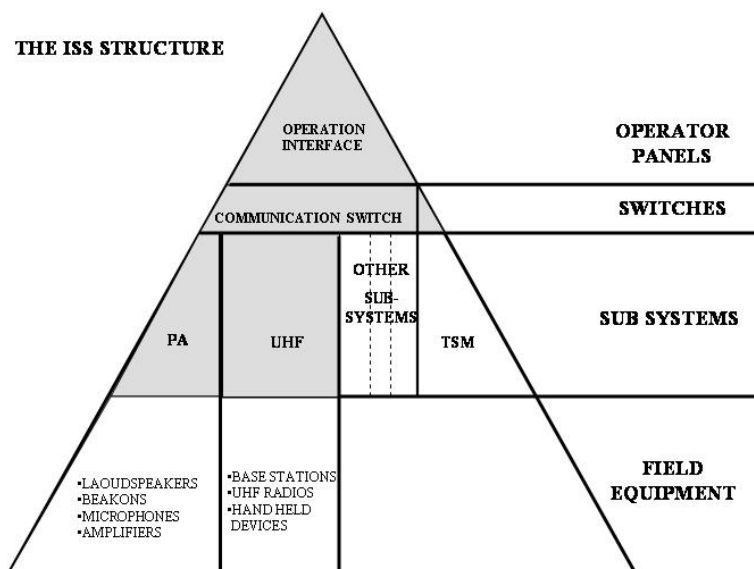 THE ISS STRUCTURE
OPERATION
INTERFACE
OPERATOR
PANELS
COMMUNICATION SWITCH
SWITCHES
PA
UHF
OTHER
SUB-
SYSTEMS
TSM
SUB SYSTEMS
•LAOUDSPEAKERS
•BEAKONS
•MICROPHONES
•AMPLIFIERS
•BASE STATIONS
•UHF RADIOS
•HAND HELD
DEVICES
FIELD
EQUIPMENT